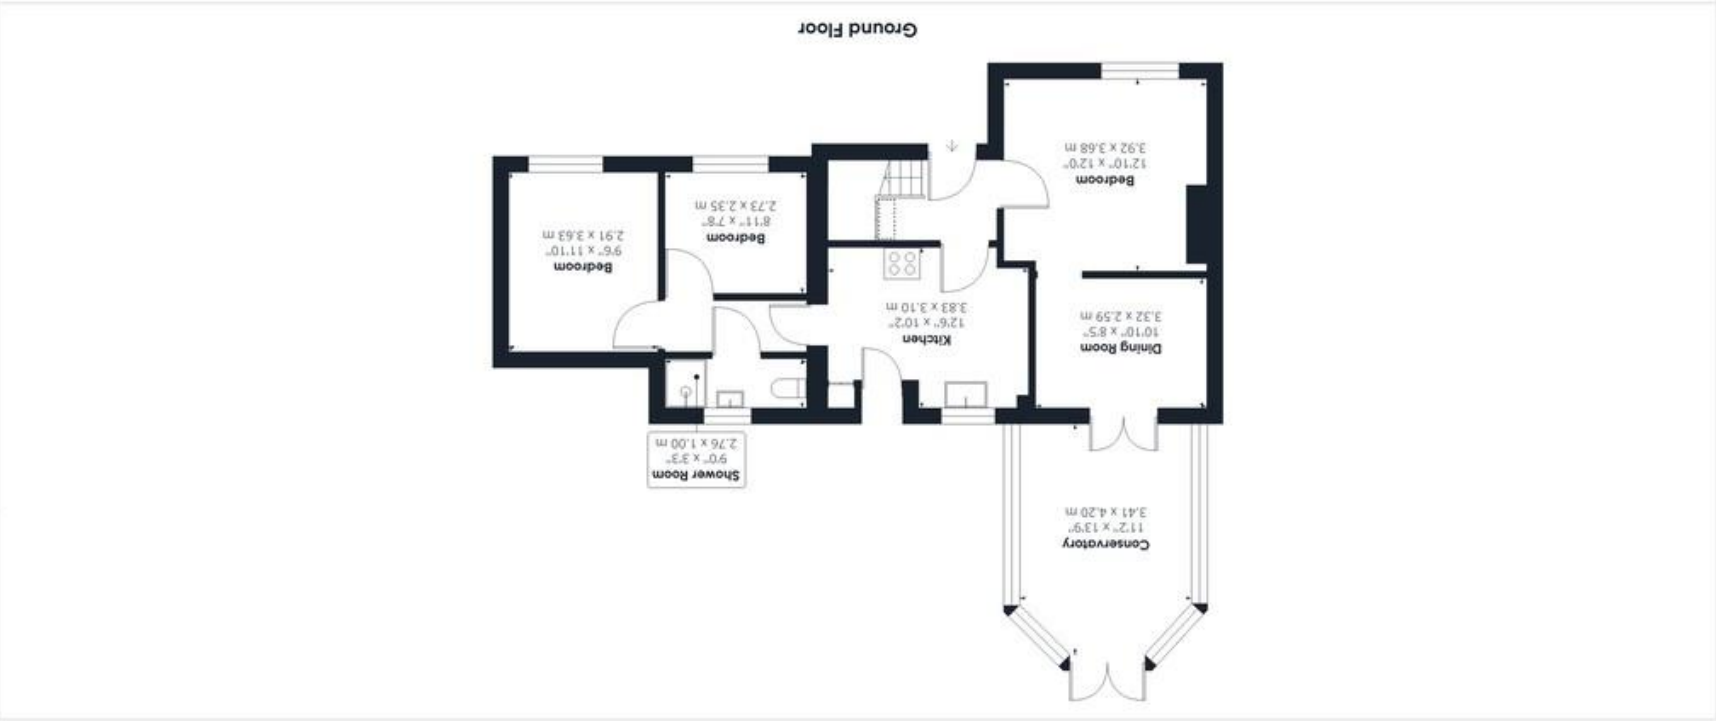 Conservatory
11'2" x 13'9"
3.41 x 4.20 m
Shower Room
9'0" x 3'3"
2.76 x 1.00 m
Dining Room
10'10" x 8'5"
3.32 x 2.59 m
Kitchen
12'6" x 10'2"
3.83 x 3.10 m
Bedroom
9'6" x 11'10"
2.91 x 3.63 m
Bedroom
8'11" x 7'8"
2.73 x 2.35 m
Bedroom
12'10" x 12'0"
3.92 x 3.68 m
Ground Floor